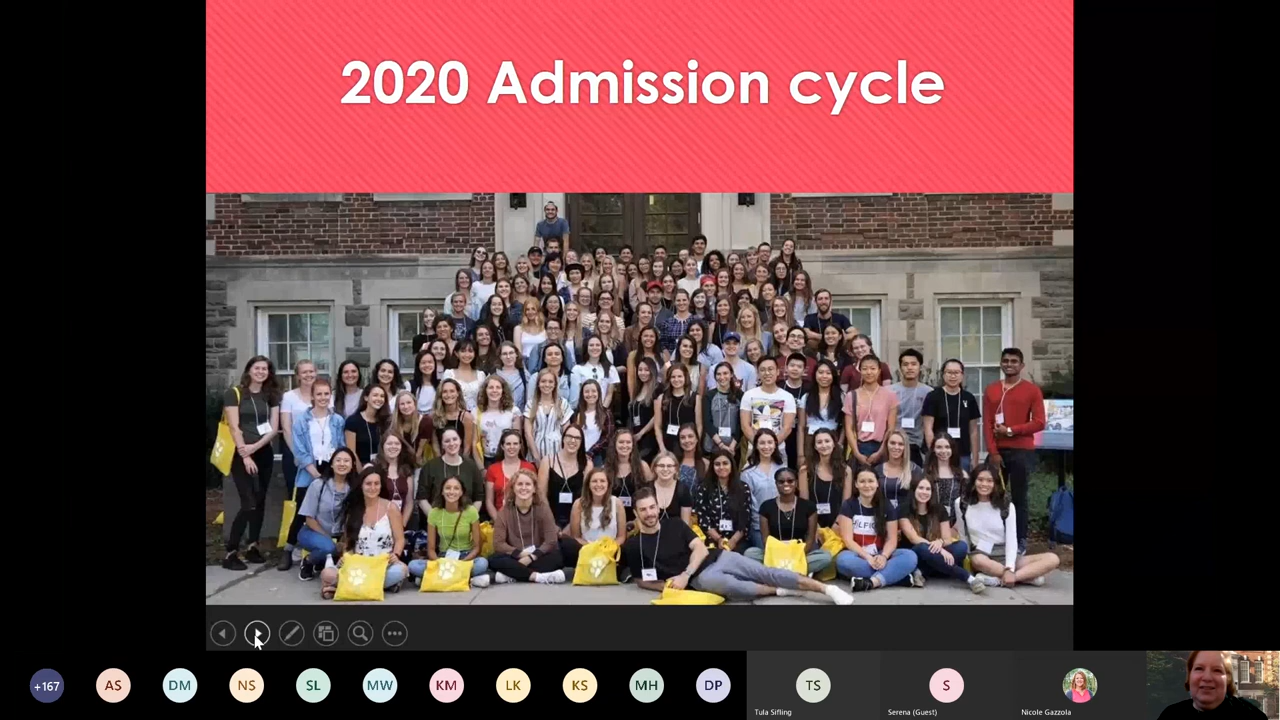 2020 Admission cycle
+167
AS
DM
NS
SL
MW
KM
LK
KS
MH
DP
TS
S
Tula Sifling
Serena (Guest)
Nicole Gazzola